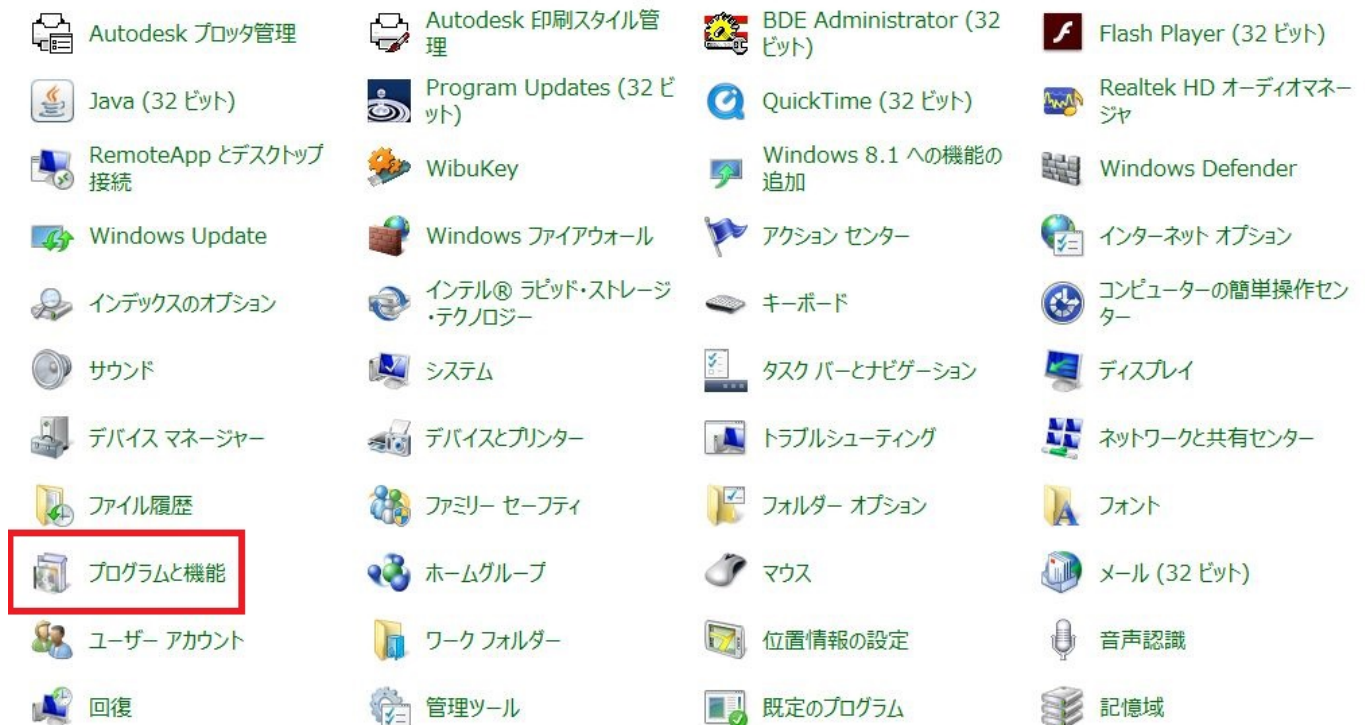 Autodesk プロッタ管理
Autodesk 印刷スタイル管
理
BDE Administrator (32
ビット)
Flash Player (32 ビット)
Java (32 ビット)
Program Updates (32 ビ
ット)
QuickTime (32 ビット)
Realtek HD オーディオマネー
ジャ
RemoteApp とデスクトップ
接続
WibuKey
Windows 8.1 への機能の
追加
Windows Defender
Windows Update
Windows ファイアウォール
アクション センター
インターネット オプション
インデックスのオプション
インテル® ラピッド・ストレージ
・テクノロジー
キーボード
コンピューターの簡単操作セン
ター
サウンド
システム
タスク バーとナビゲーション
ディスプレイ
デバイス マネージャー
デバイスとプリンター
トラブルシューティング
ネットワークと共有センター
ファイル履歴
ファミリー セーフティ
フォルダー オプション
フォント
プログラムと機能
ホームグループ
マウス
メール (32 ビット)
ユーザー アカウント
ワーク フォルダー
位置情報の設定
音声認識
回復
管理ツール
既定のプログラム
記憶域